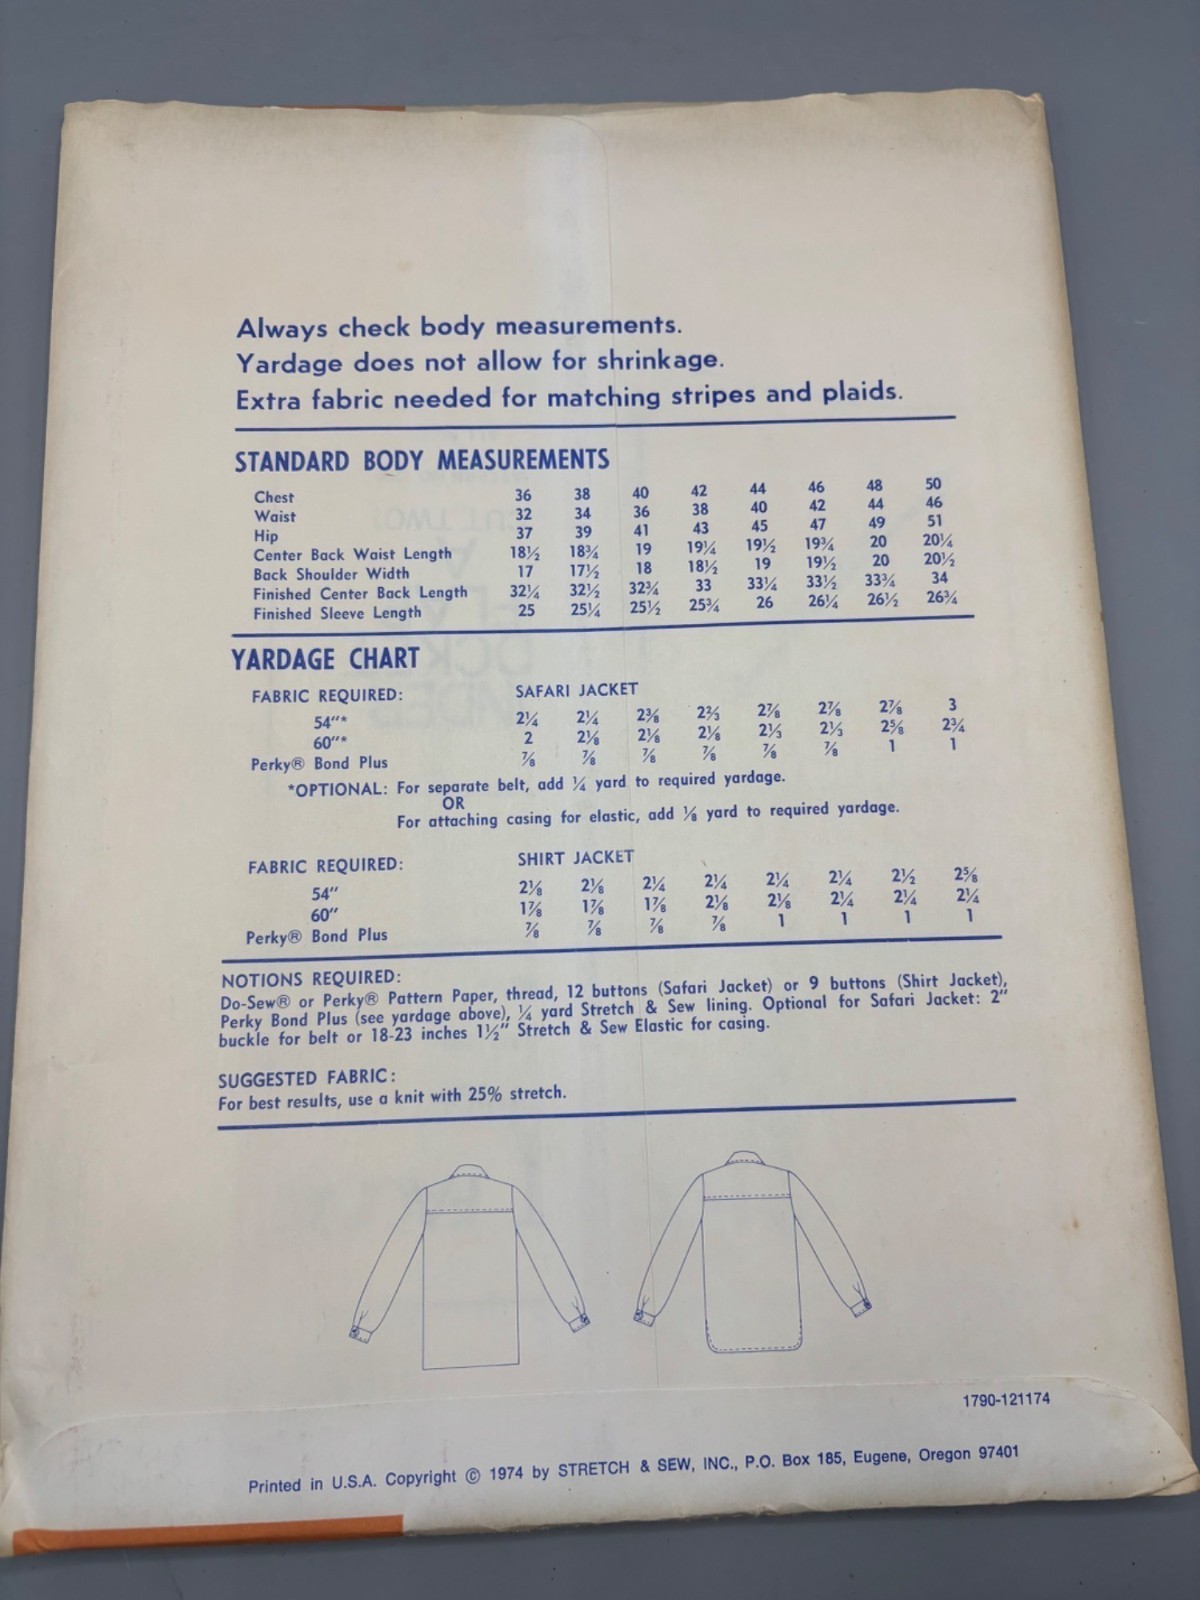 Always check body measurements.
Yardage does not allow for shrinkage.
Extra fabric needed for matching stripes and plaids.
STANDARD BODY MEASUREMENTS
Chest 36 38 40 42 44 46 48 50
Waist 32 34 36 38 40 42 44 46
Hip 37 39 41 43 45 47 49 51
Center Back Waist Length 18½ 18¾ 19 19¼ 19½ 19¾ 20 20¼
Back Shoulder Width 17 17½ 18 18½ 19 19½ 20 20½
Finished Center Back Length 32¼ 32½ 32¾ 33 33¼ 33½ 33¾ 34
Finished Sleeve Length 25 25¼ 25½ 25¾ 26 26¼ 26½ 26¾
YARDAGE CHART
FABRIC REQUIRED: SAFARI JACKET
54"* 2¼ 2¼ 2⅜ 2⅔ 2⅞ 2⅞ 2⅞ 3
60"* 2 2⅛ 2⅛ 2⅛ 2⅓ 2⅓ 2⅝ 2¾
Perky® Bond Plus ⅞ ⅞ ⅞ ⅞ ⅞ ⅞ 1 1
*OPTIONAL: For separate belt, add ¼ yard to required yardage.
OR
For attaching casing for elastic, add ⅛ yard to required yardage.
FABRIC REQUIRED: SHIRT JACKET
54" 2⅛ 2⅛ 2¼ 2¼ 2¼ 2¼ 2½ 2⅝
60" 1⅞ 1⅞ 1⅞ 2⅛ 2⅛ 2¼ 2¼ 2¼
Perky® Bond Plus ⅞ ⅞ ⅞ ⅞ 1 1 1 1
NOTIONS REQUIRED:
Do-Sew® or Perky® Pattern Paper, thread, 12 buttons (Safari Jacket) or 9 buttons (Shirt Jacket),
Perky Bond Plus (see yardage above), ¼ yard Stretch & Sew lining. Optional for Safari Jacket: 2"
buckle for belt or 18-23 inches 1½" Stretch & Sew Elastic for casing.
SUGGESTED FABRIC:
For best results, use a knit with 25% stretch.
1790-121174
Printed in U.S.A. Copyright © 1974 by STRETCH & SEW, INC., P.O. Box 185, Eugene, Oregon 97401